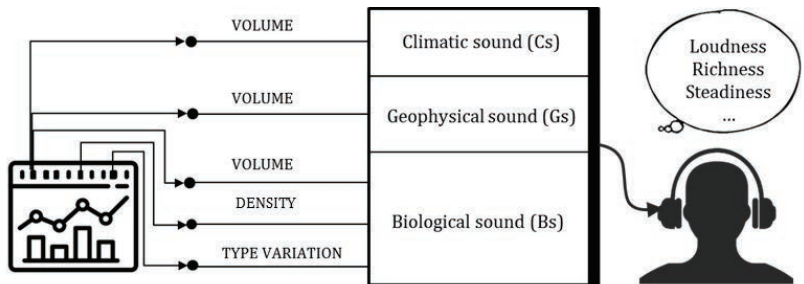 VOLUME
Climatic sound (Cs)
VOLUME
Geophysical sound (Gs)
VOLUME
DENSITY
TYPE VARIATION
Biological sound (Bs)
Loudness
Richness
Steadiness
...